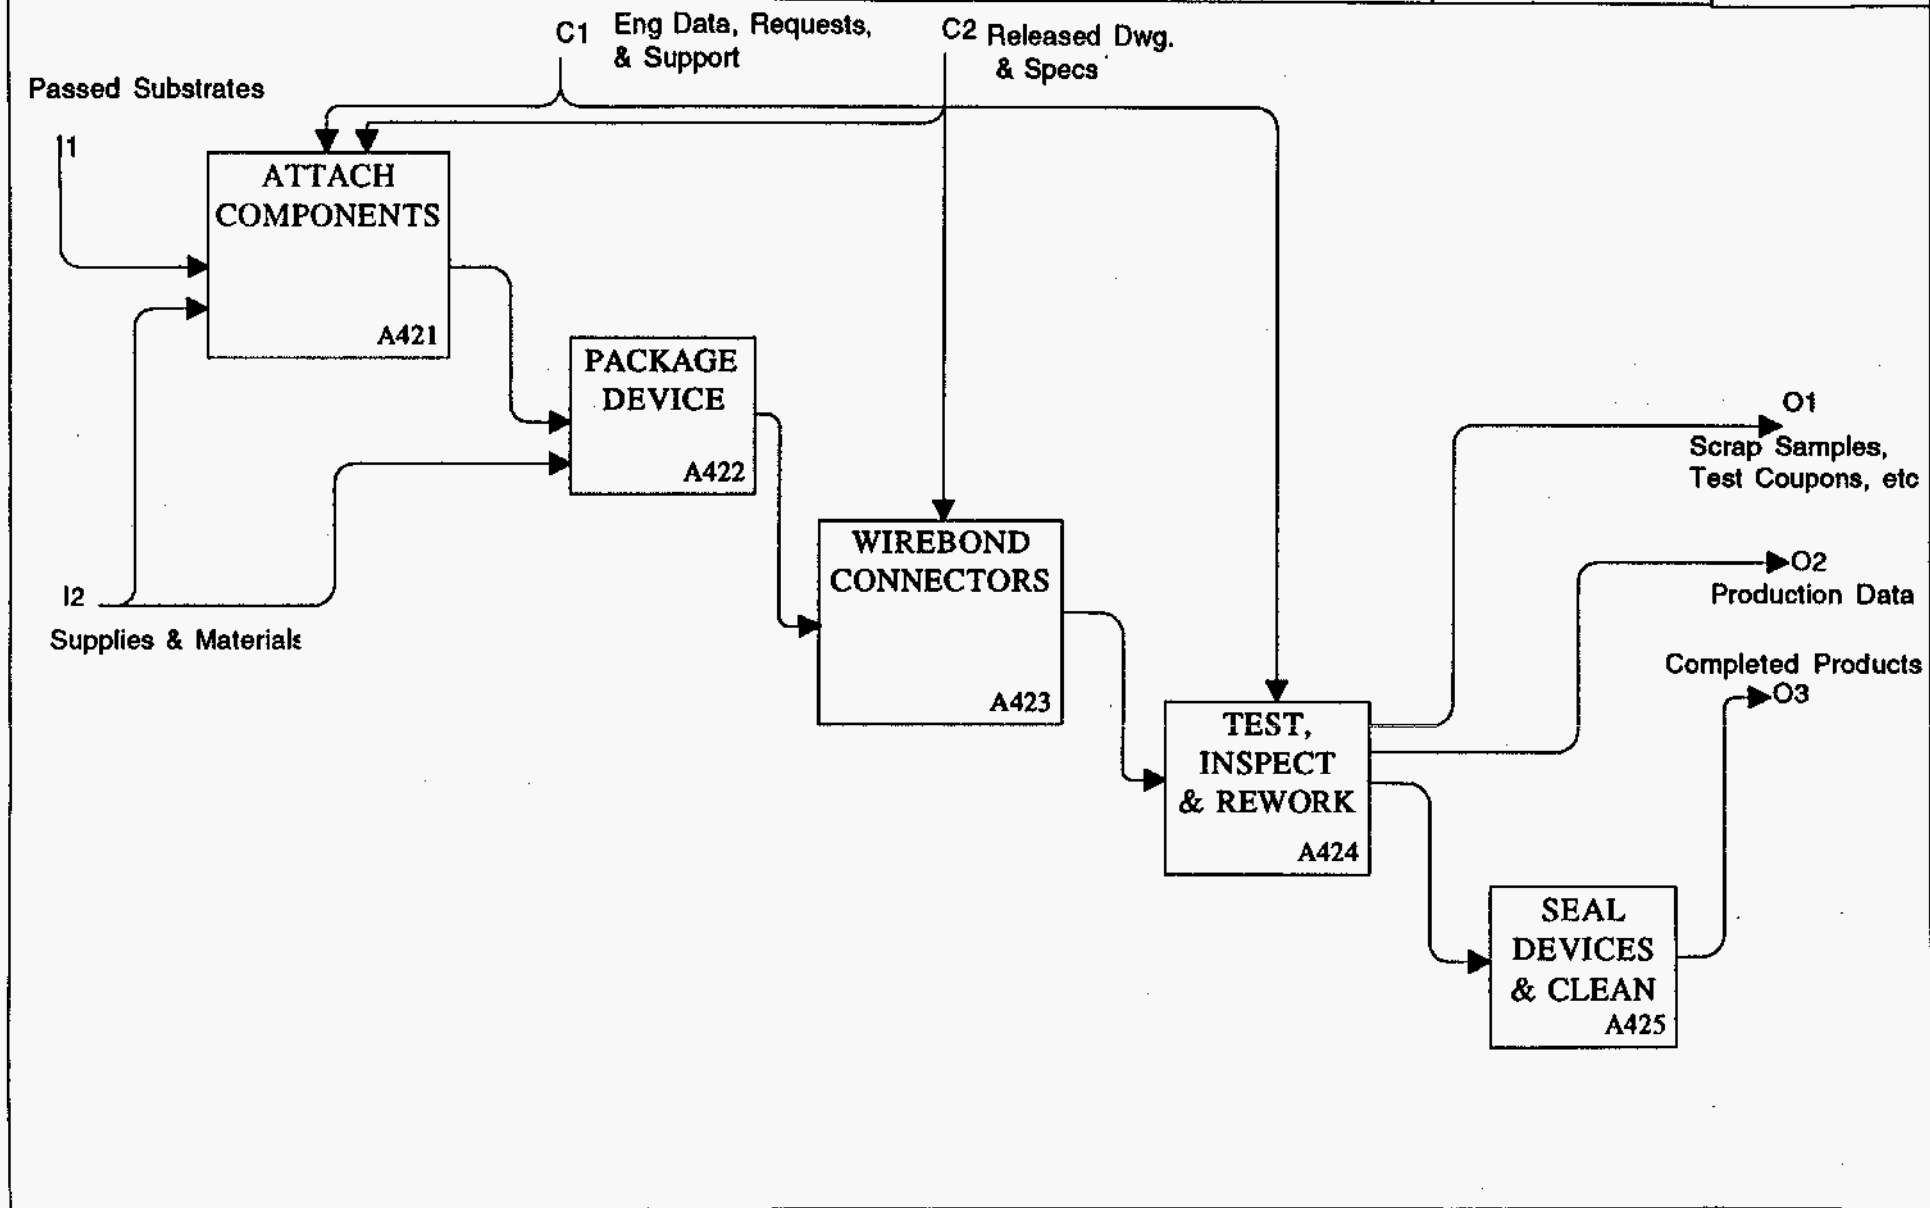 C1 Eng Data, Requests,
& Support
C2 Released Dwg.
& Specs
Passed Substrates
I1
ATTACH
COMPONENTS
A421
PACKAGE
DEVICE
A422
O1
Scrap Samples,
Test Coupons, etc
WIREBOND
CONNECTORS
A423
O2
Production Data
I2
Supplies & Materials
Completed Products
O3
TEST,
INSPECT
& REWORK
A424
SEAL
DEVICES
& CLEAN
A425